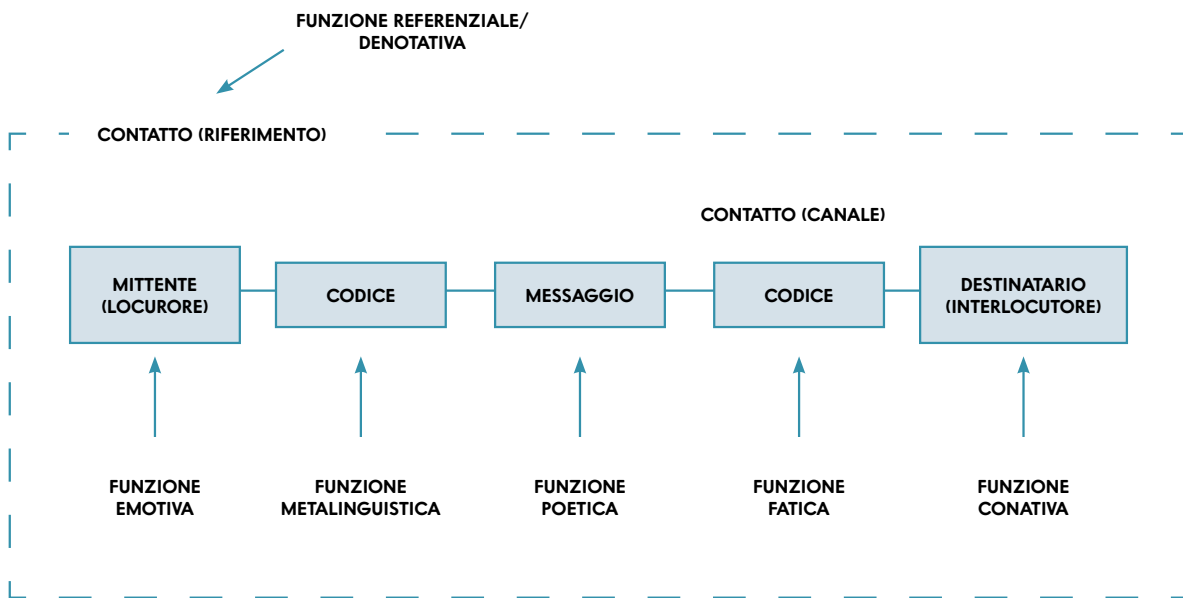 FUNZIONE REFERENZIALE/
DENOTATIVA
CONTATTO (RIFERIMENTO)
CONTATTO (CANALE)
MITTENTE
(LOCURORE)
CODICE
MESSAGGIO
CODICE
DESTINATARIO
(INTERLOCUTORE)
FUNZIONE
EMOTIVA
FUNZIONE
METALINGUISTICA
FUNZIONE
POETICA
FUNZIONE
FATICA
FUNZIONE
CONATIVA